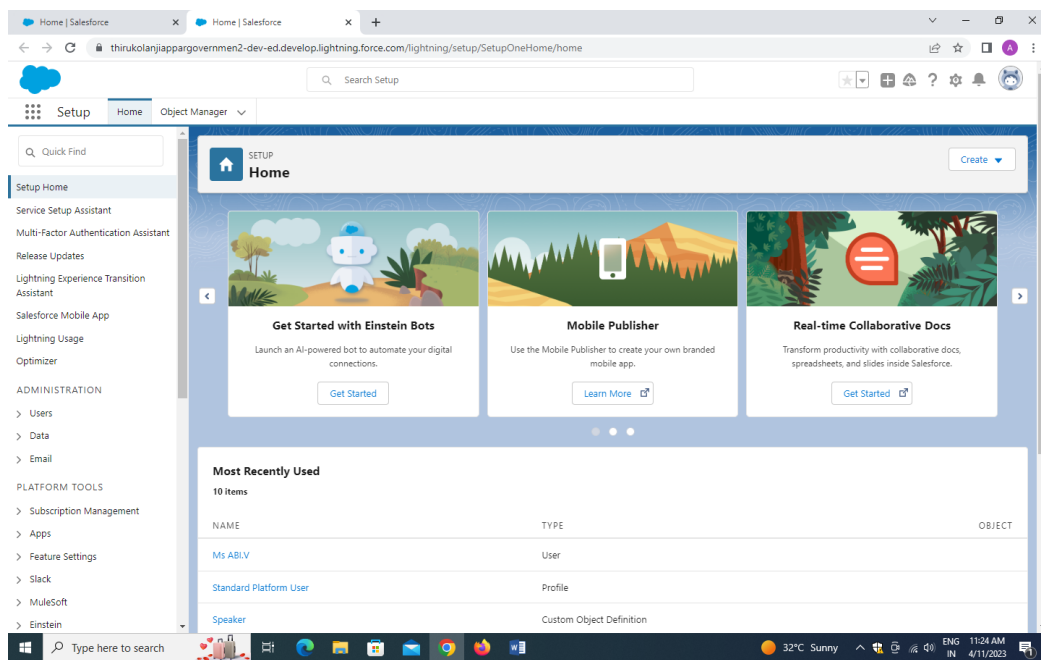 Home | Salesforce
Home | Salesforce
thirukolanjiappargovernmen2-dev-ed.develop.lightning.force.com/lightning/setup/SetupOneHome/home
A
Search Setup
Setup
Home
Object Manager
Quick Find
Setup Home
Service Setup Assistant
Multi-Factor Authentication Assistant
Release Updates
Lightning Experience Transition
Assistant
Salesforce Mobile App
Lightning Usage
Optimizer
ADMINISTRATION
Users
Data
Email
PLATFORM TOOLS
Subscription Management
Apps
Feature Settings
Slack
MuleSoft
Einstein
SETUP
Home
Create
Get Started with Einstein Bots
Launch an AI-powered bot to automate your digital
connections.
Get Started
Mobile Publisher
Use the Mobile Publisher to create your own branded
mobile app.
Learn More
Real-time Collaborative Docs
Transform productivity with collaborative docs,
spreadsheets, and slides inside Salesforce.
Get Started
Most Recently Used
10 items
NAME TYPE OBJECT
Ms ABI.V User
Standard Platform User Profile
Speaker Custom Object Definition
Type here to search
32°C Sunny
ENG
IN
11:24 AM
4/11/2023
1